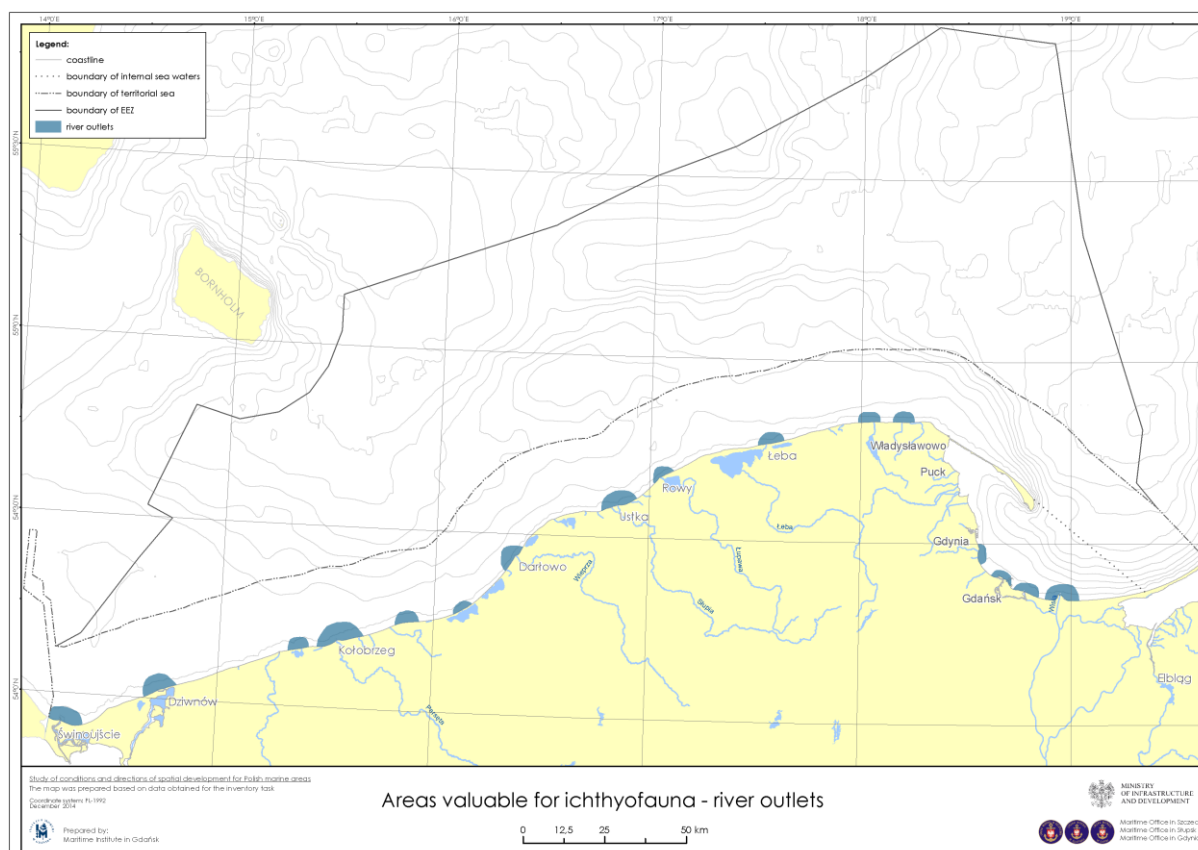 14°0'E 15°0'E 16°0'E 17°0'E 18°0'E 19°0'E
Legend:
coastline
boundary of internal sea waters
boundary of territorial sea
boundary of EEZ
river outlets
BORNHOLM
Władysławowo
Łeba
Puck
Rowy
Ustka
Łeba
Gdynia
Darłowo
Wieprza
Łupawa
Słupia
Gdańsk
Wisła
Kołobrzeg
Elbląg
Dziwnów
Parsęta
Świnoujście
Study of conditions and directions of spatial development for Polish marine areas
The map was prepared based on data obtained for the inventory task
Coordinate system: PL-1992
December 2014
Prepared by:
Maritime Institute in Gdańsk
Areas valuable for ichthyofauna - river outlets
0 12,5 25 50 km
MINISTRY
OF INFRASTRUCTURE
AND DEVELOPMENT
Maritime Office in Szczec
Maritime Office in Słupsk
Maritime Office in Gdyni